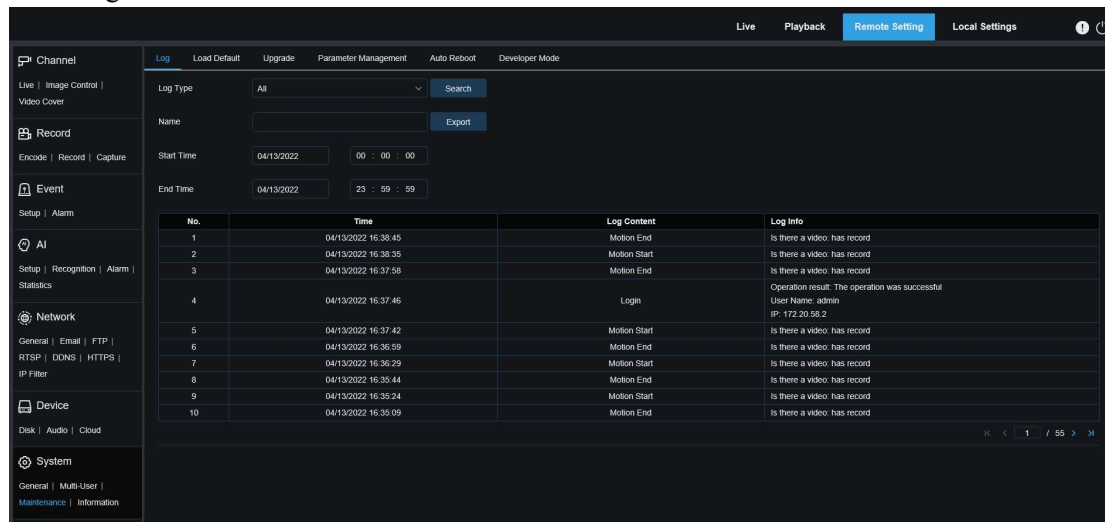 Live Playback Remote Setting Local Settings
Channel
Live | Image Control |
Video Cover
Record
Encode | Record | Capture
Event
Setup | Alarm
AI
Setup | Recognition | Alarm |
Statistics
Network
General | Email | FTP |
RTSP | DDNS | HTTPS |
IP Filter
Device
Disk | Audio | Cloud
System
General | Multi-User |
Maintenance | Information
Log Load Default Upgrade Parameter Management Auto Reboot Developer Mode
Log Type All Search
Name Export
Start Time 04/13/2022 00 : 00 : 00
End Time 04/13/2022 23 : 59 : 59
No. Time Log Content Log Info
1 04/13/2022 16:38:45 Motion End Is there a video: has record
2 04/13/2022 16:38:35 Motion Start Is there a video: has record
3 04/13/2022 16:37:58 Motion End Is there a video: has record
4 04/13/2022 16:37:46 Login Operation result: The operation was successful
User Name: admin
IP: 172.20.58.2
5 04/13/2022 16:37:42 Motion Start Is there a video: has record
6 04/13/2022 16:36:59 Motion End Is there a video: has record
7 04/13/2022 16:36:29 Motion Start Is there a video: has record
8 04/13/2022 16:35:44 Motion End Is there a video: has record
9 04/13/2022 16:35:24 Motion Start Is there a video: has record
10 04/13/2022 16:35:09 Motion End Is there a video: has record
1 / 55